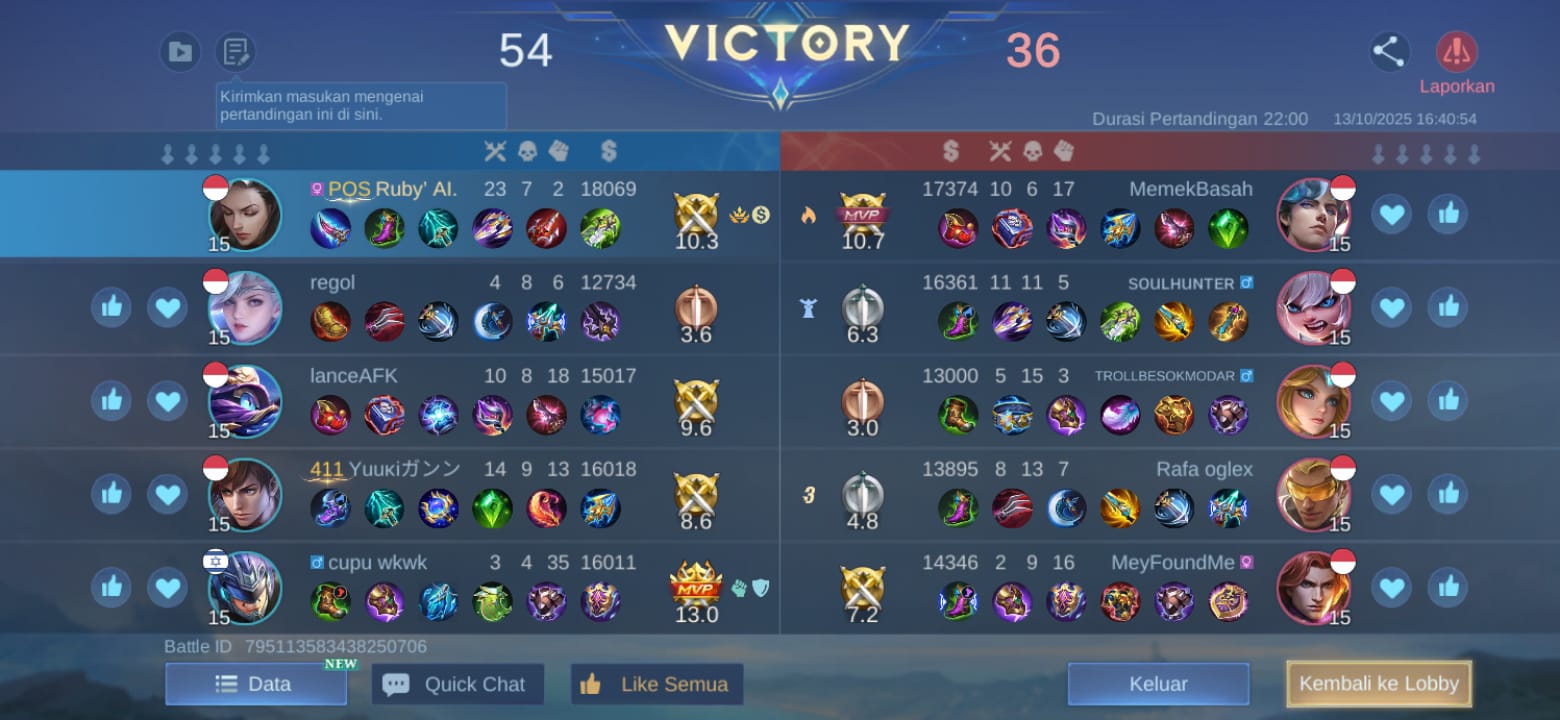 54 VICTORY 36
Laporkan
Kirimkan masukan mengenai
pertandingan ini di sini.
Durasi Pertandingan 22:00 13/10/2025 16:40:54
POS Ruby' AI. 23 7 2 18069
15 10.3
MVP 10.7
17374 10 6 17 MemekBasah
15
regol 4 8 6 12734
15 3.6
6.3
16361 11 11 5 SOULHUNTER
15
lanceAFK 10 8 18 15017
15 9.6
3.0
13000 5 15 3 TROLLBESOKMODAR
15
411 Yuuкiガンン 14 9 13 16018
15 8.6
3 4.8
13895 8 13 7 Rafa oglex
15
cupu wkwk 3 4 35 16011
15 MVP 13.0
7.2
14346 2 9 16 MeyFoundMe
15
Battle ID 795113583438250706
Data NEW
Quick Chat
Like Semua
Keluar
Kembali ke Lobby